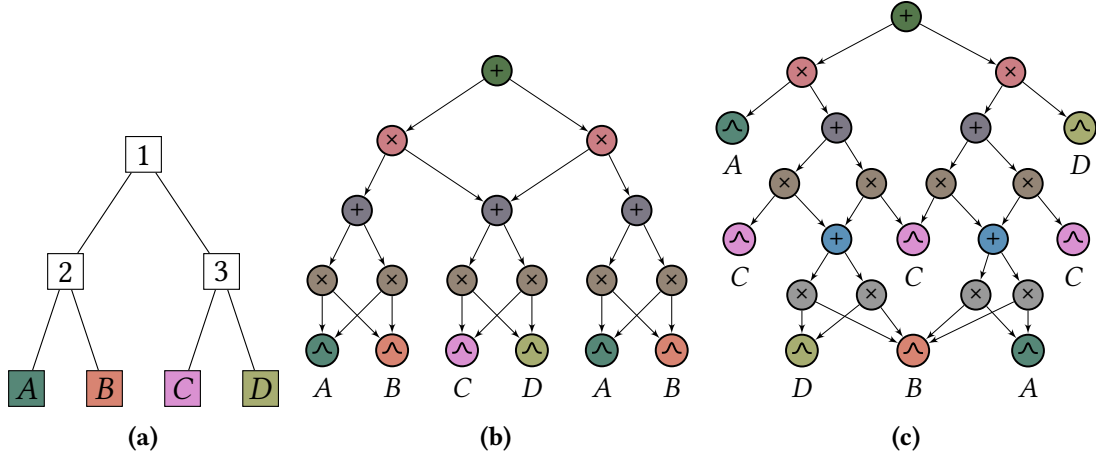 1
2 3
A B C D
(a)
+
× ×
+ + +
× × × × × ×
A B C D A B
(b)
+
× ×
+ +
A D
× × × ×
+ +
C C C
× × × ×
D B A
(c)